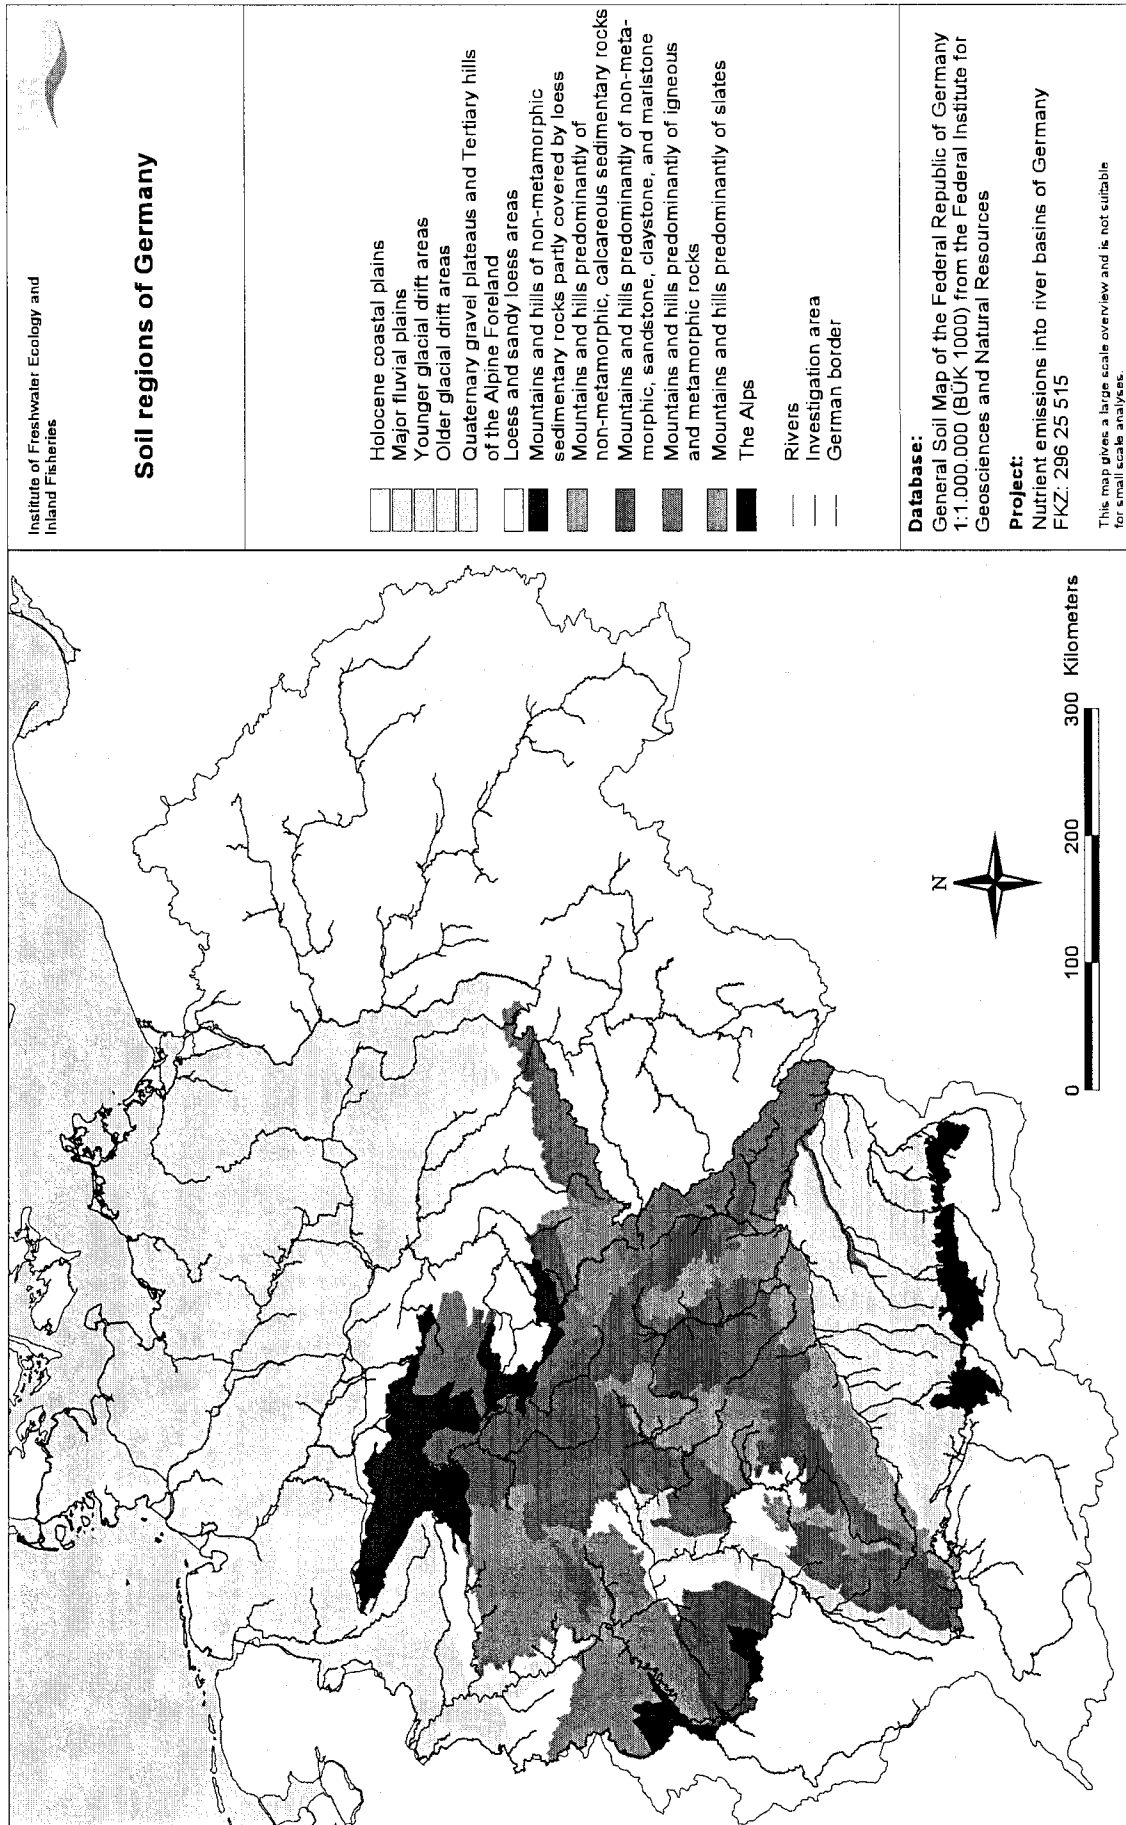 Institute of Freshwater Ecology and
Inland Fisheries
Soil regions of Germany
Holocene coastal plains
Major fluvial plains
Younger glacial drift areas
Older glacial drift areas
Quaternary gravel plateaus and Tertiary hills
of the Alpine Foreland
Loess and sandy loess areas
Mountains and hills of non-metamorphic
sedimentary rocks partly covered by loess
Mountains and hills predominantly of
non-metamorphic, calcareous sedimentary rocks
Mountains and hills predominantly of non-meta-
morphic, sandstone, claystone, and marlstone
Mountains and hills predominantly of igneous
and metamorphic rocks
Mountains and hills predominantly of slates
The Alps
Rivers
Investigation area
German border
Database:
General Soil Map of the Federal Republic of Germany
1:1.000.000 (BÜK 1000) from the Federal Institute for
Geosciences and Natural Resources
Project:
Nutrient emissions into river basins of Germany
FKZ: 296 25 515
This map gives a large scale overview and is not suitable
for small scale analyses.
N
0 100 200 300 Kilometers